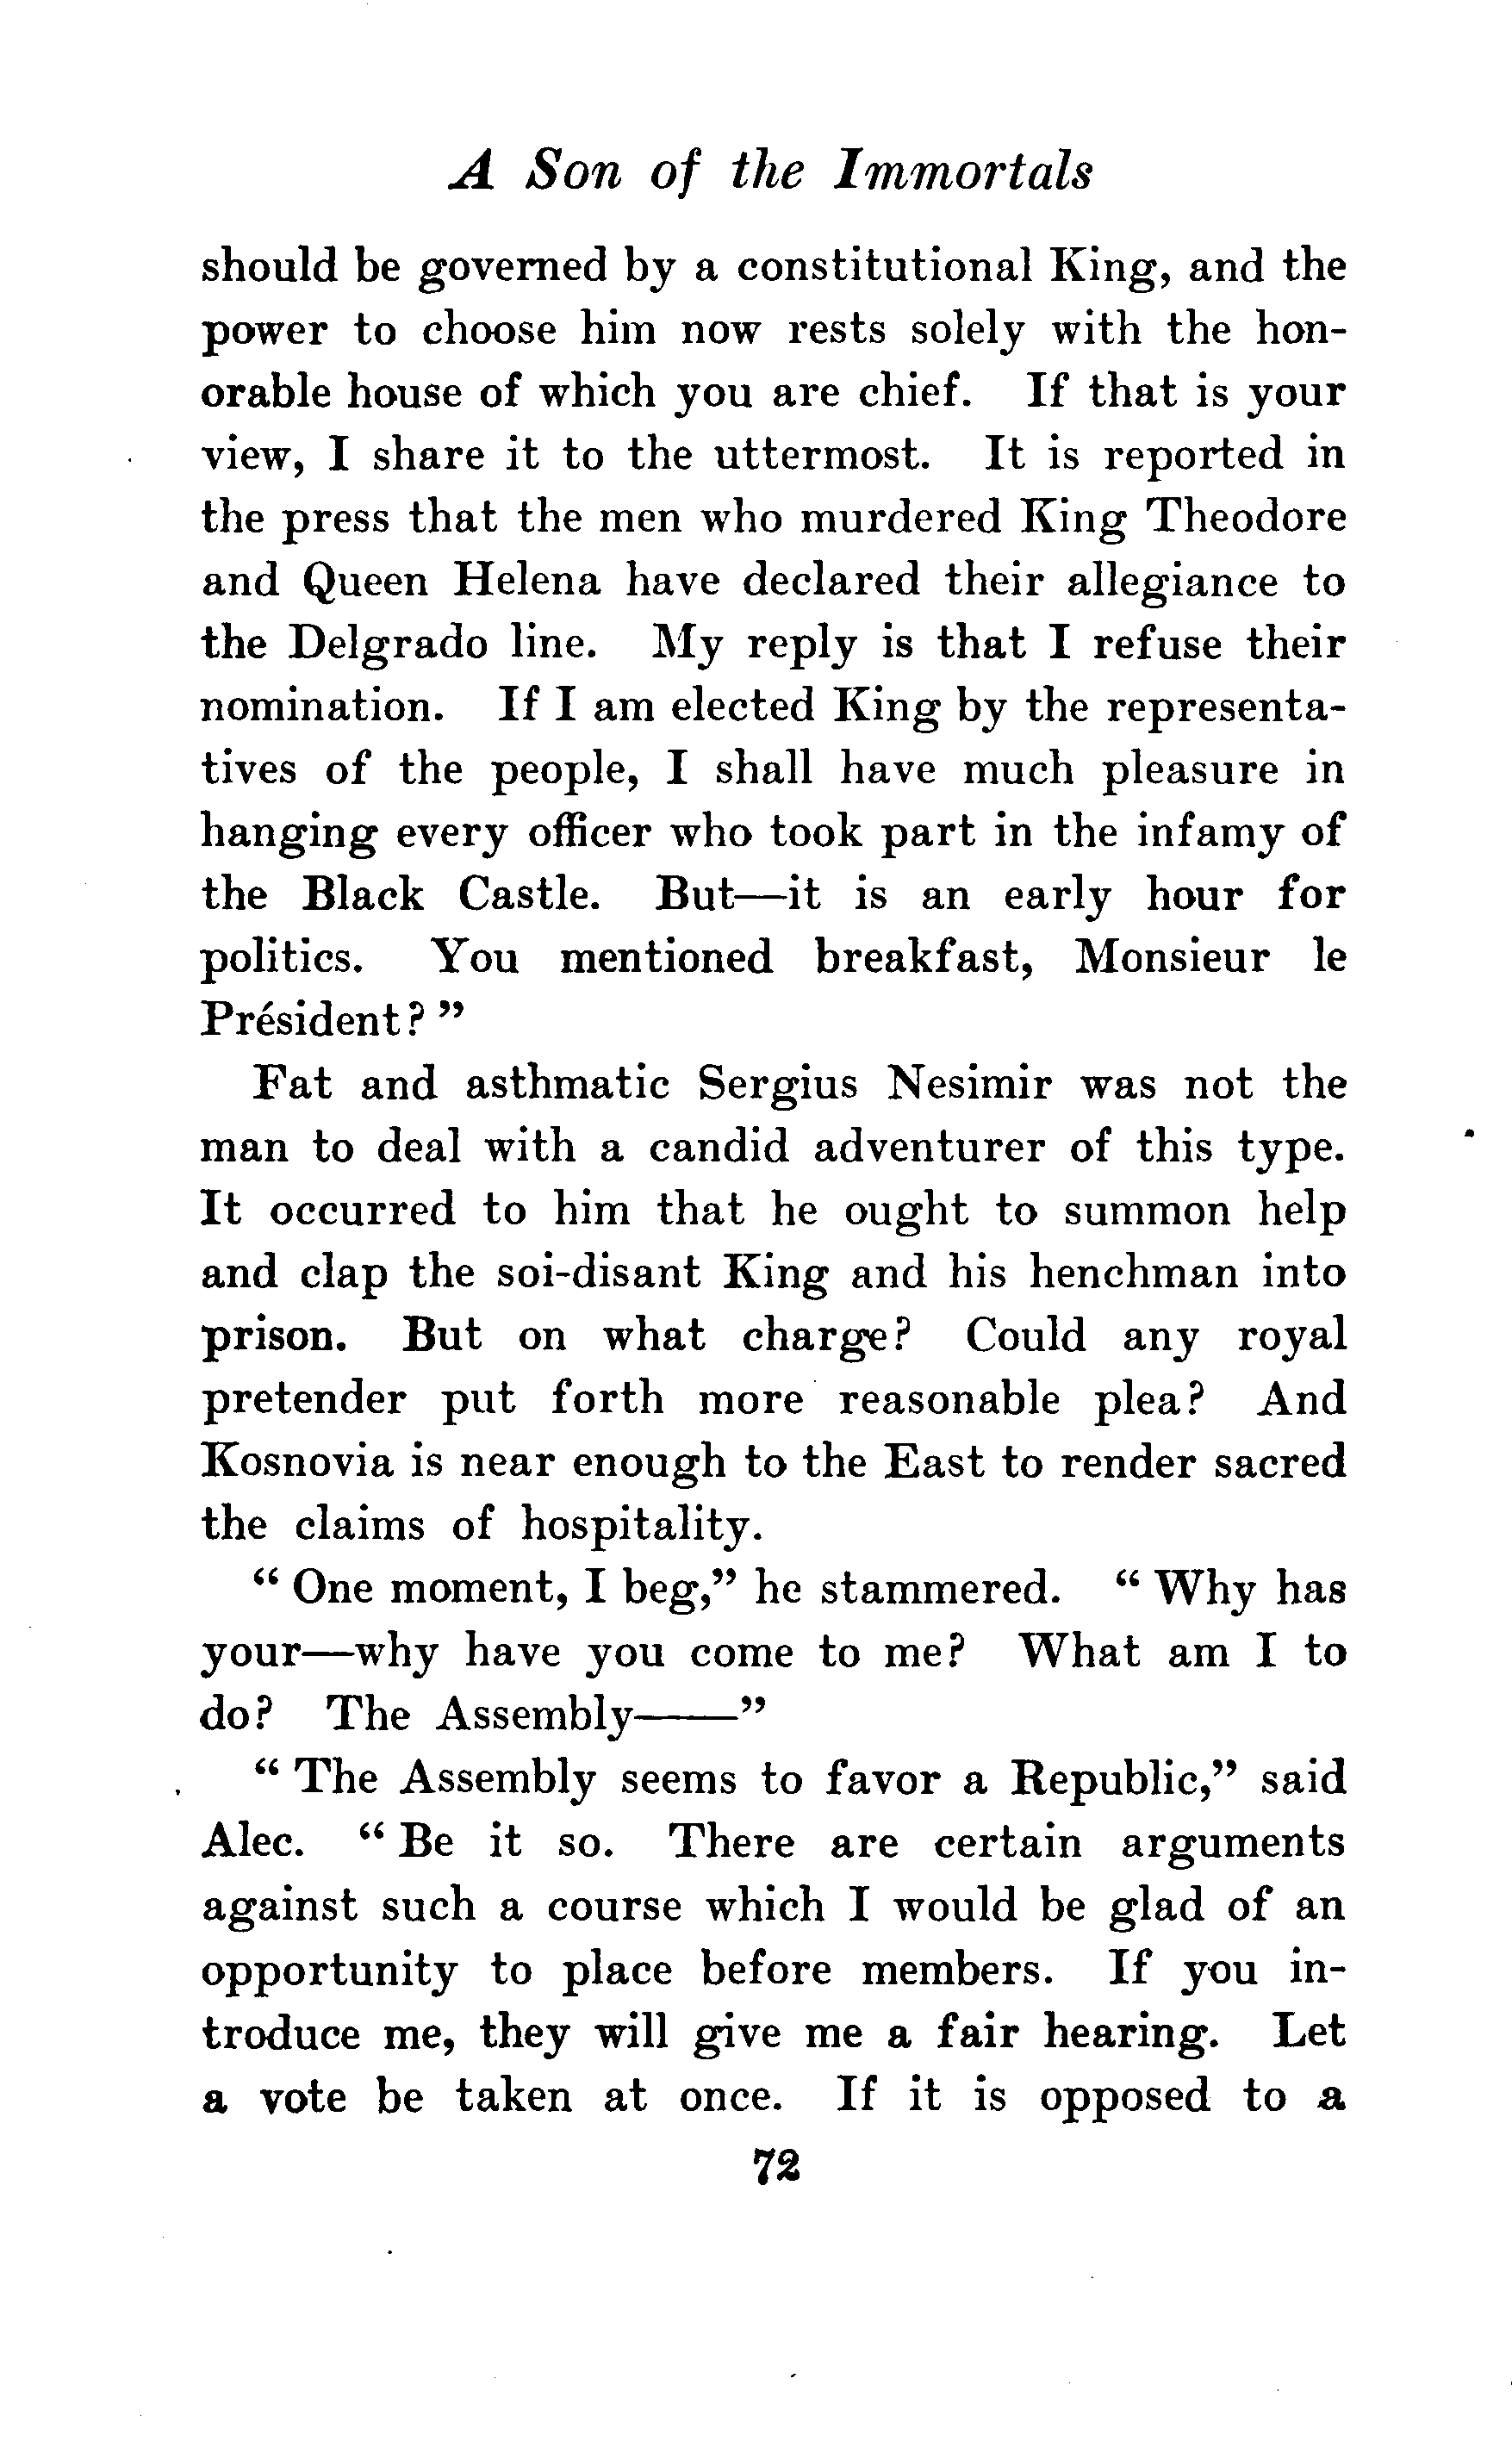 A Son of the Immortals
should be governed by a constitutional King, and the
power to choose him now rests solely with the hon-
orable house of which you are chief. If that is your
view, I share it to the uttermost. It is reported in
the press that the men who murdered King Theodore
and Queen Helena have declared their allegiance to
the Delgrado line. My reply is that I refuse their
nomination. If I am elected King by the representa-
tives of the people, I shall have much pleasure in
hanging every officer who took part in the infamy of
the Black Castle. But—it is an early hour for
politics. You mentioned breakfast, Monsieur le
Président?"
Fat and asthmatic Sergius Nesimir was not the
man to deal with a candid adventurer of this type.
It occurred to him that he ought to summon help
and clap the soi-disant King and his henchman into
prison. But on what charge? Could any royal
pretender put forth more reasonable plea? And
Kosnovia is near enough to the East to render sacred
the claims of hospitality.
"One moment, I beg," he stammered. "Why has
your—why have you come to me? What am I to
do? The Assembly——"
"The Assembly seems to favor a Republic," said
Alec. "Be it so. There are certain arguments
against such a course which I would be glad of an
opportunity to place before members. If you in-
troduce me, they will give me a fair hearing. Let
a vote be taken at once. If it is opposed to a
72